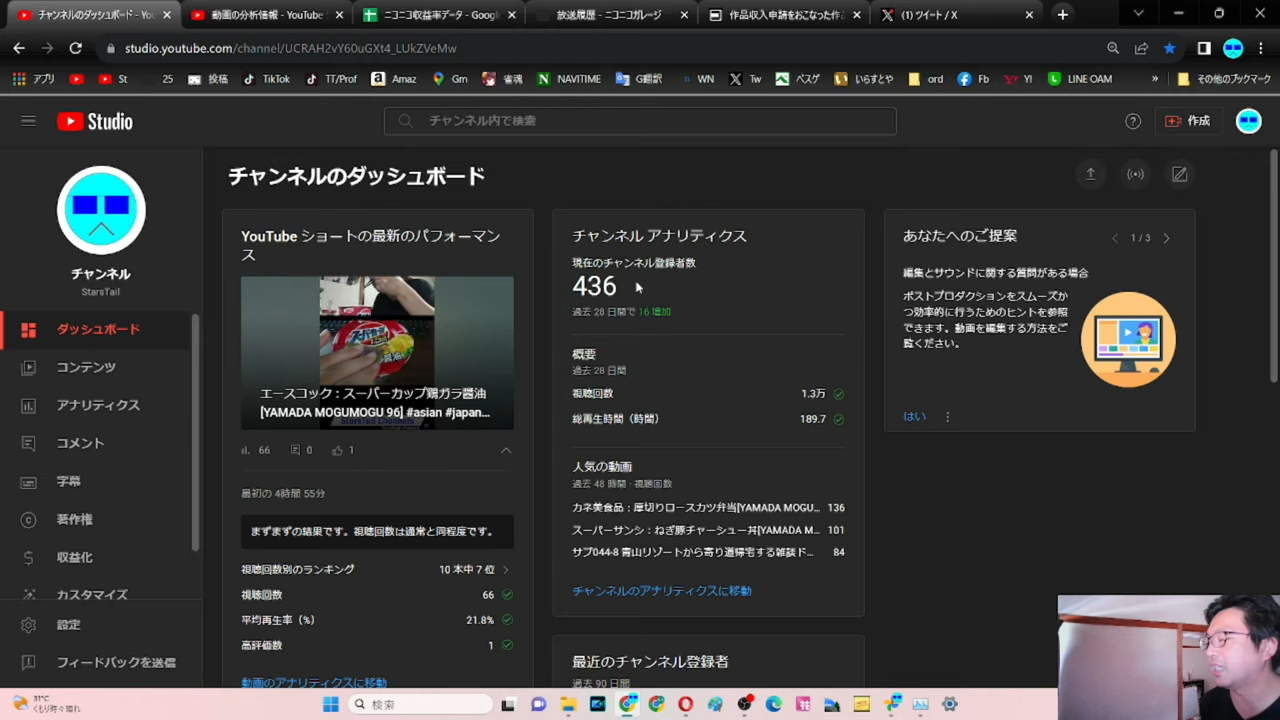 チャンネルのダッシュボード - You
動画の分析情報 - YouTube S
ニコニコ収益率データ - Google
放送履歴 - ニコニコガレージ
作品収入申請をおこなった作品
(1) ツイート / X
studio.youtube.com/channel/UCRAH2vY60uGXt4_LUkZVeMw
アプリ
St
25
投稿
TikTok
TT/Prof
Amaz
Gm
雀魂
NAVITIME
G翻訳
WN
Tw
ベスゲ
いらすとや
ord
Fb
Y!
LINE OAM
»
その他のブックマーク
Studio
チャンネル内で検索
作成
チャンネルのダッシュボード
チャンネル
StarsTail
ダッシュボード
コンテンツ
アナリティクス
コメント
字幕
著作権
収益化
カスタマイズ
設定
フィードバックを送信
YouTube ショートの最新のパフォーマン
ス
エースコック：スーパーカップ鶏ガラ醤油
[YAMADA MOGUMOGU 96] #asian #japan...
66
0
1
最初の 4時間 55分
まずまずの結果です。視聴回数は通常と同程度です。
視聴回数別のランキング
10 本中 7 位
視聴回数
66
平均再生率（%）
21.8%
高評価数
1
動画のアナリティクスに移動
チャンネル アナリティクス
現在のチャンネル登録者数
436
過去 28 日間で 16 増加
概要
過去 28 日間
視聴回数
1.3万
総再生時間（時間）
189.7
人気の動画
過去 48 時間 · 視聴回数
カネ美食品：厚切りロースカツ弁当[YAMADA MOGU...
136
スーパーサンシ：ねぎ豚チャーシュー丼[YAMADA M...
101
サブ044-8 青山リゾートから寄り道帰宅する雑談ド...
84
チャンネルのアナリティクスに移動
最近のチャンネル登録者
過去 90 日間
あなたへのご提案
1 / 3
編集とサウンドに関する質問がある場合
ポストプロダクションをスムーズか
つ効率的に行うためのヒントを参照
できます。動画を編集する方法をご
覧ください。
はい
31°C
くもり時々晴れ
検索